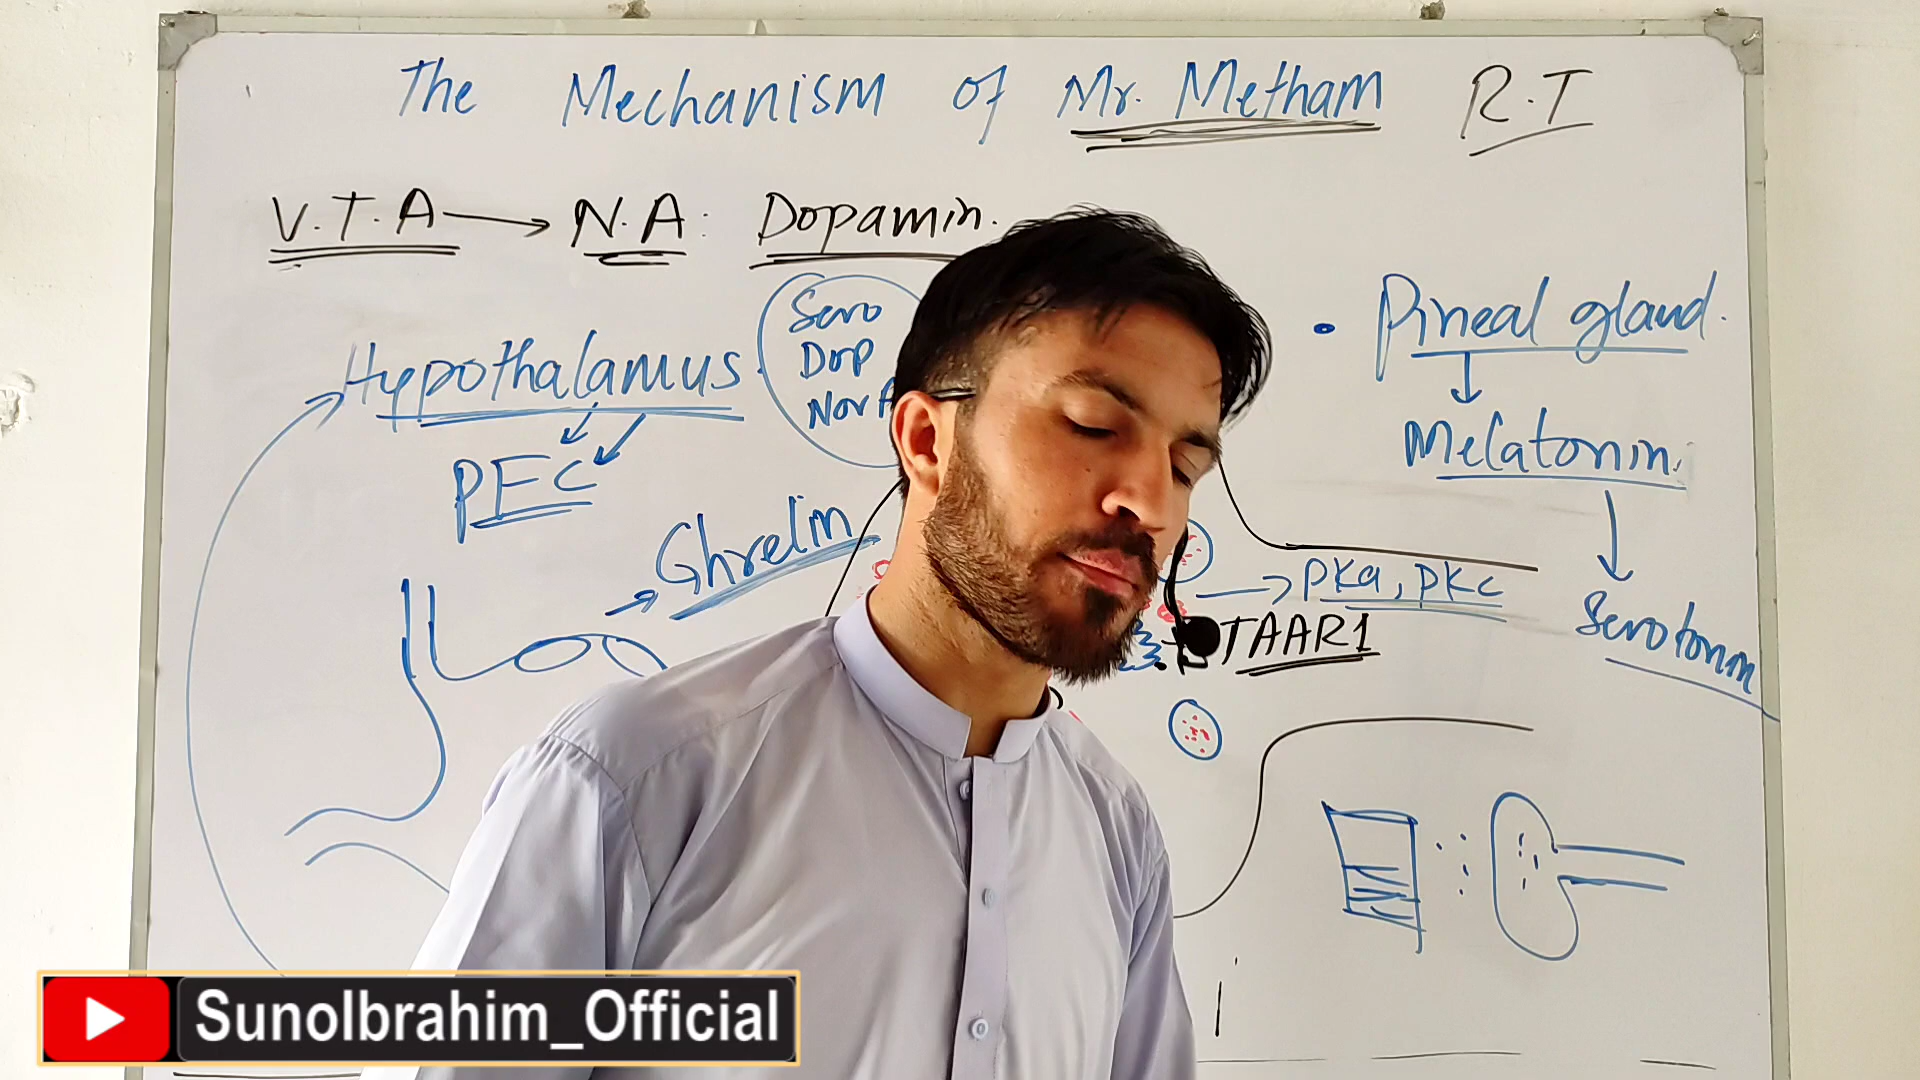 The Mechanism of Mr. Metham R.T
V.T.A → N.A: Dopamin.
Sero
Dop
Nor A
Hypothalamus.
PFC
Ghrelin
• Pineal gland.
Melatonin.
Serotonin
→ PKa, PKc
TAAR1
SunoIbrahim_Official